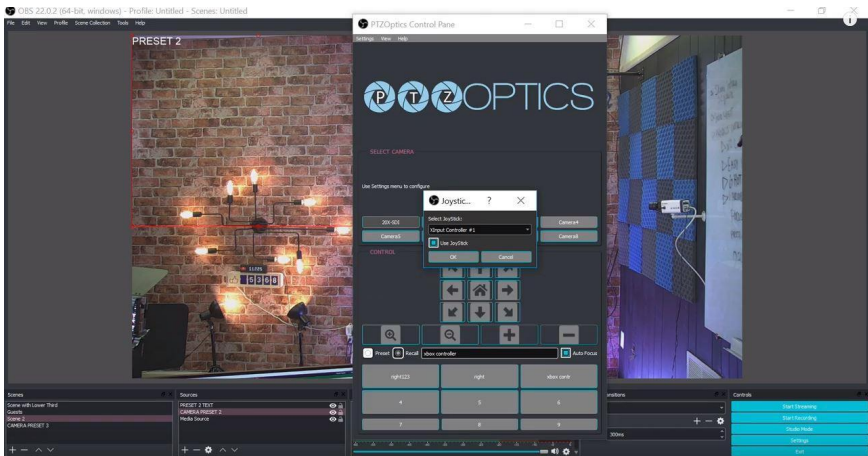 OBS 22.0.2 (64-bit, windows) - Profile: Untitled - Scenes: Untitled
File Edit View Profile Scene Collection Tools Help
PRESET 2
PTZOptics Control Pane
Settings View Help
PTZOPTICS
SELECT CAMERA
Use Settings menu to configure
Joystic... ?
Select JoyStick:
XInput Controller #1
Use JoyStick
OK Cancel
20X-SDI Camera4
Camera5 Camera8
CONTROL
Preset Recall xbox controller Auto Focus
right123 right xbox contr
4 5 6
7 8 9
Scenes
Scene with Lower Third
Guests
Scene 2
CAMERA PRESET 3
Sources
PRESET 2 TEXT
CAMERA PRESET 2
Media Source
300ms
Controls
Start Streaming
Start Recording
Studio Mode
Settings
Exit